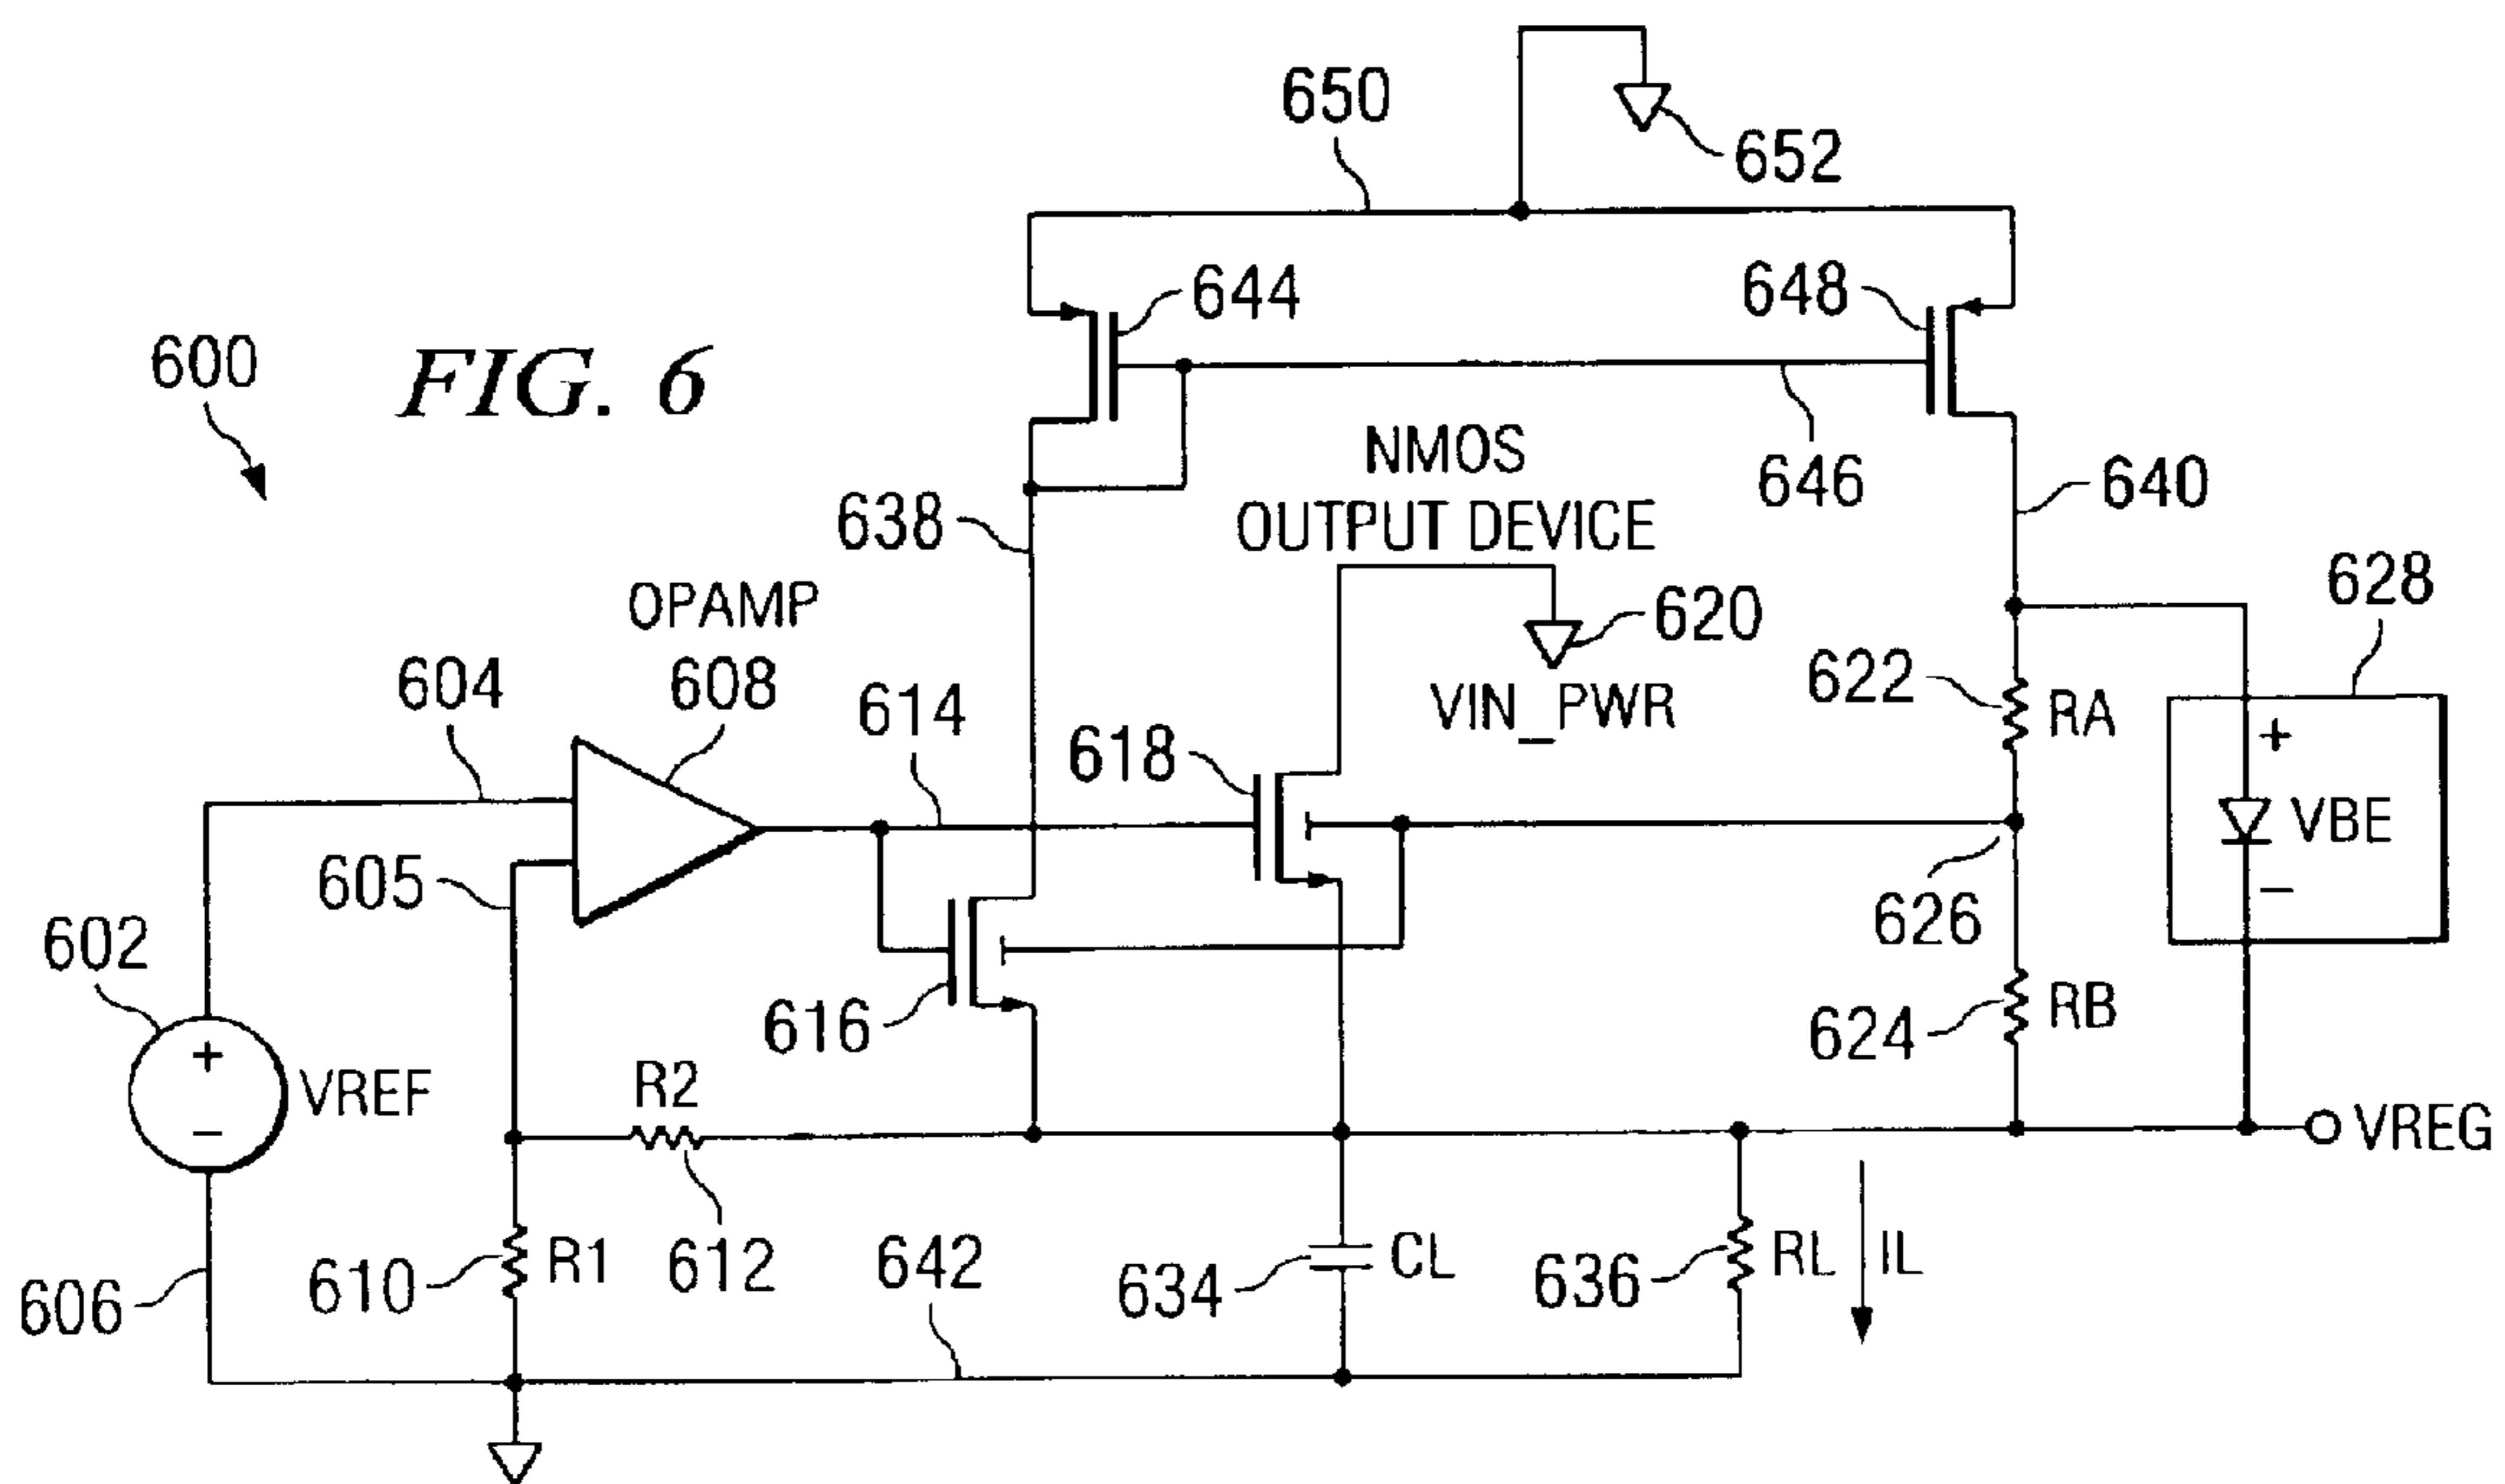 650
652
644
648
600
FIG. 6
NMOS
OUTPUT DEVICE
646
640
638
628
OPAMP
620
604
608
622
RA
614
VIN_PWR
618
+
VBE
605
626
−
602
616
624
RB
+
VREF
−
R2
VREG
R1
612
642
CL
RL
IL
610
634
636
606